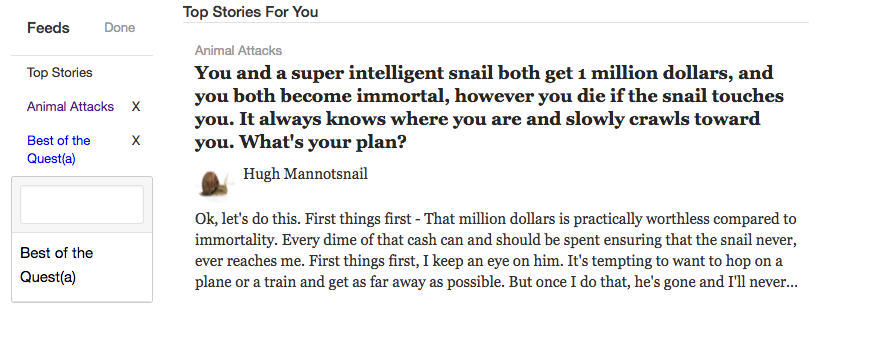 Feeds Done
Top Stories
Animal Attacks X
Best of the X
Quest(a)
Best of the
Quest(a)
Top Stories For You
Animal Attacks
You and a super intelligent snail both get 1 million dollars, and
you both become immortal, however you die if the snail touches
you. It always knows where you are and slowly crawls toward
you. What's your plan?
Hugh Mannotsnail
Ok, let's do this. First things first - That million dollars is practically worthless compared to
immortality. Every dime of that cash can and should be spent ensuring that the snail never,
ever reaches me. First things first, I keep an eye on him. It's tempting to want to hop on a
plane or a train and get as far away as possible. But once I do that, he's gone and I'll never...